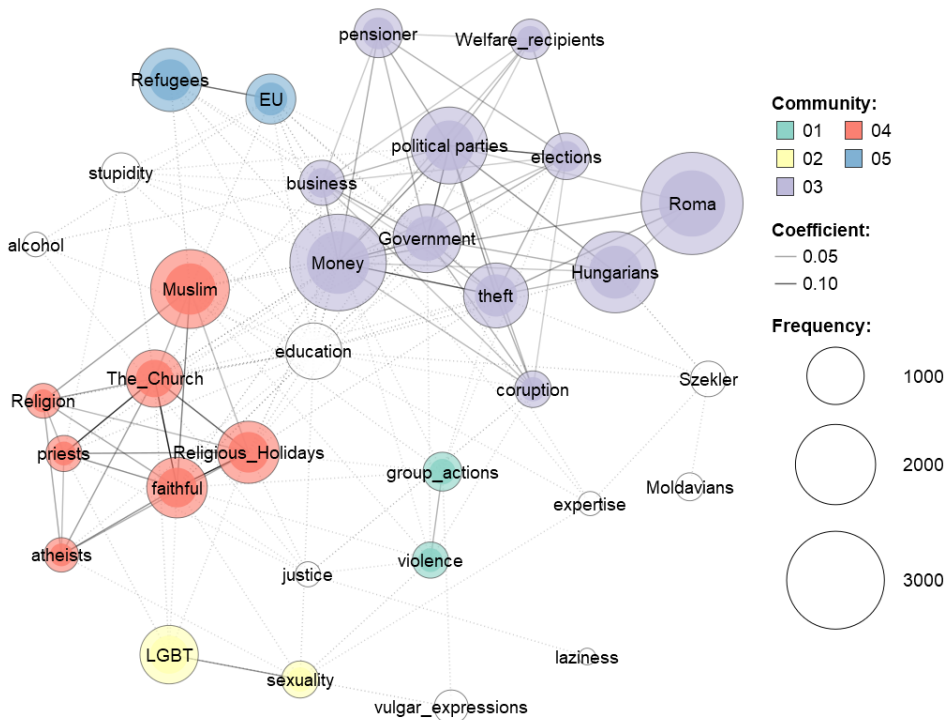 pensioner
Welfare_recipients
Refugees
EU
political parties
elections
stupidity
business
Roma
alcohol
Government
Money
Hungarians
Muslim
theft
education
The_Church
Szekler
Religion
coruption
priests
Religious_Holidays
group_actions
faithful
Moldavians
expertise
atheists
violence
justice
LGBT
laziness
sexuality
vulgar_expressions
Community:
01 04
02 05
03
Coefficient:
0.05
0.10
Frequency:
1000
2000
3000